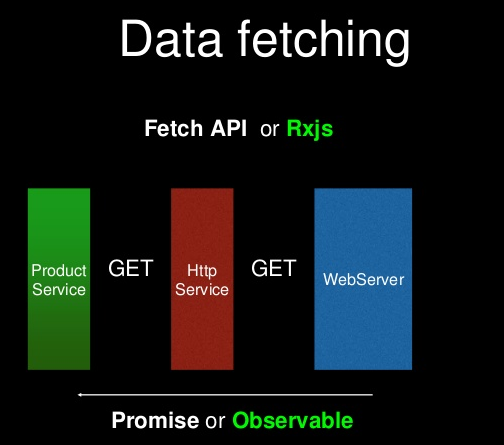 Data fetching
Fetch API or Rxjs
Product
Service
GET
Http
Service
GET
WebServer
Promise or Observable